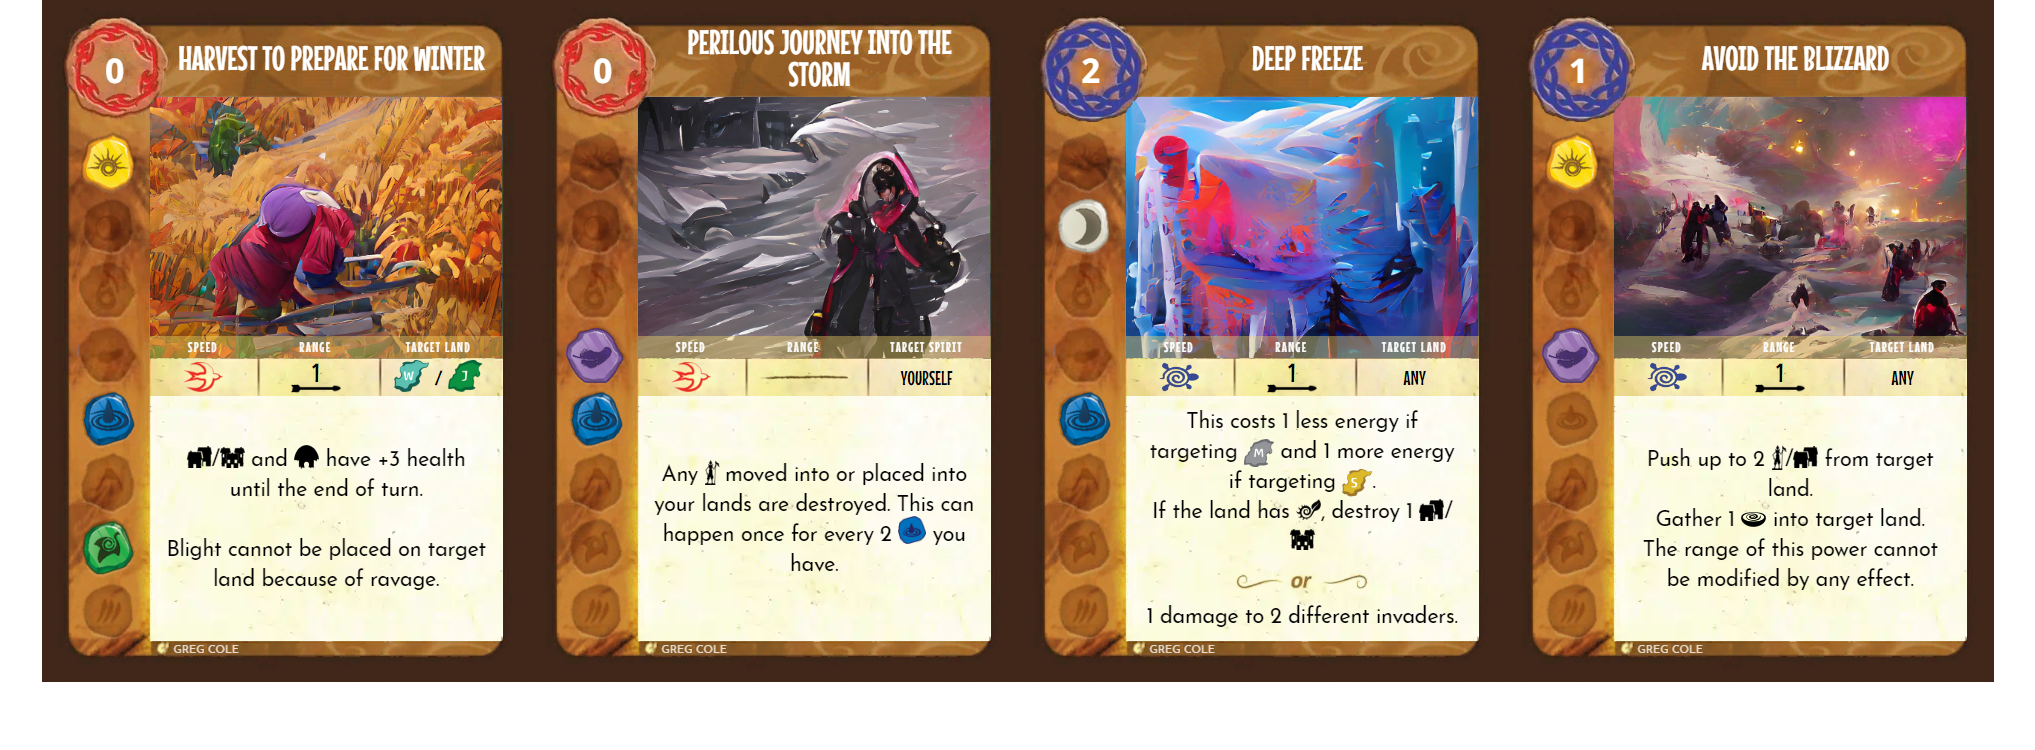 0
HARVEST TO PREPARE FOR WINTER
SPEED RANGE TARGET LAND
1 W / J
/ and have +3 health
until the end of turn.
Blight cannot be placed on target
land because of ravage.
GREG COLE
0
PERILOUS JOURNEY INTO THE
STORM
SPEED RANGE TARGET SPIRIT
YOURSELF
Any moved into or placed into
your lands are destroyed. This can
happen once for every 2 you
have.
GREG COLE
2
DEEP FREEZE
SPEED RANGE TARGET LAND
1 ANY
This costs 1 less energy if
targeting M and 1 more energy
if targeting S .
If the land has , destroy 1 /
or
1 damage to 2 different invaders.
GREG COLE
1
AVOID THE BLIZZARD
SPEED RANGE TARGET LAND
1 ANY
Push up to 2 / from target
land.
Gather 1 into target land.
The range of this power cannot
be modified by any effect.
GREG COLE